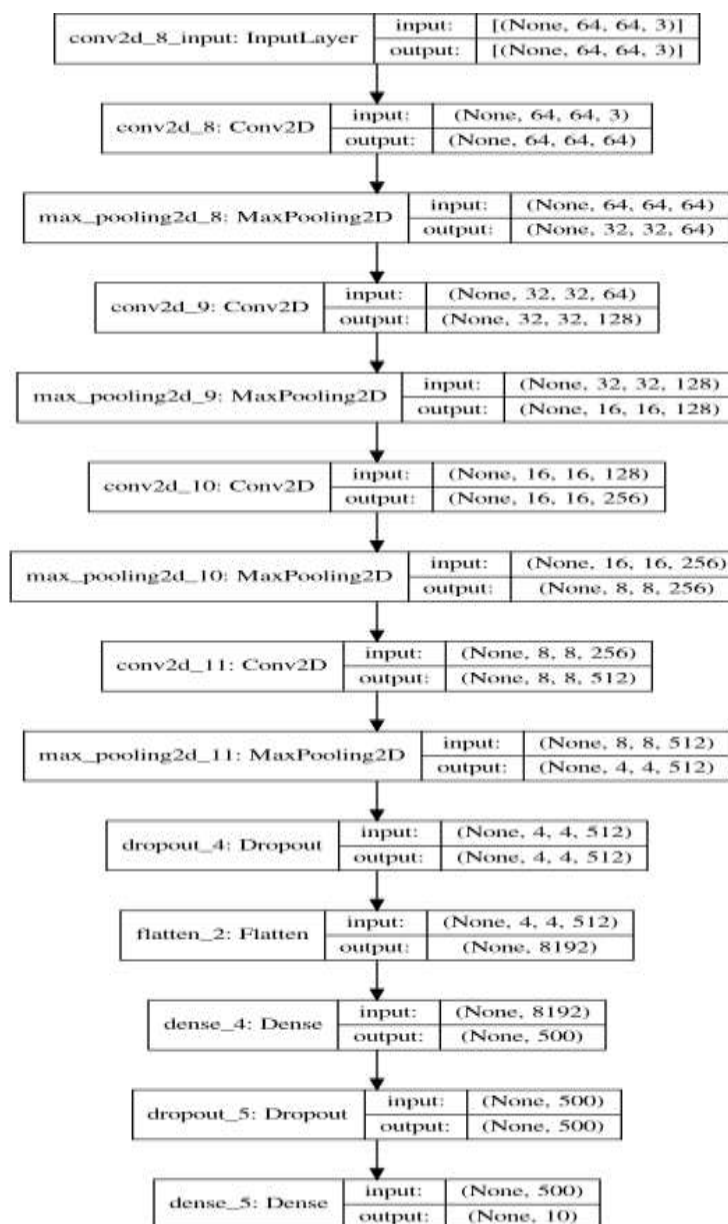 conv2d_8_input: InputLayer
input: [(None, 64, 64, 3)]
output: [(None, 64, 64, 3)]
conv2d_8: Conv2D
input: (None, 64, 64, 3)
output: (None, 64, 64, 64)
max_pooling2d_8: MaxPooling2D
input: (None, 64, 64, 64)
output: (None, 32, 32, 64)
conv2d_9: Conv2D
input: (None, 32, 32, 64)
output: (None, 32, 32, 128)
max_pooling2d_9: MaxPooling2D
input: (None, 32, 32, 128)
output: (None, 16, 16, 128)
conv2d_10: Conv2D
input: (None, 16, 16, 128)
output: (None, 16, 16, 256)
max_pooling2d_10: MaxPooling2D
input: (None, 16, 16, 256)
output: (None, 8, 8, 256)
conv2d_11: Conv2D
input: (None, 8, 8, 256)
output: (None, 8, 8, 512)
max_pooling2d_11: MaxPooling2D
input: (None, 8, 8, 512)
output: (None, 4, 4, 512)
dropout_4: Dropout
input: (None, 4, 4, 512)
output: (None, 4, 4, 512)
flatten_2: Flatten
input: (None, 4, 4, 512)
output: (None, 8192)
dense_4: Dense
input: (None, 8192)
output: (None, 500)
dropout_5: Dropout
input: (None, 500)
output: (None, 500)
dense_5: Dense
input: (None, 500)
output: (None, 10)